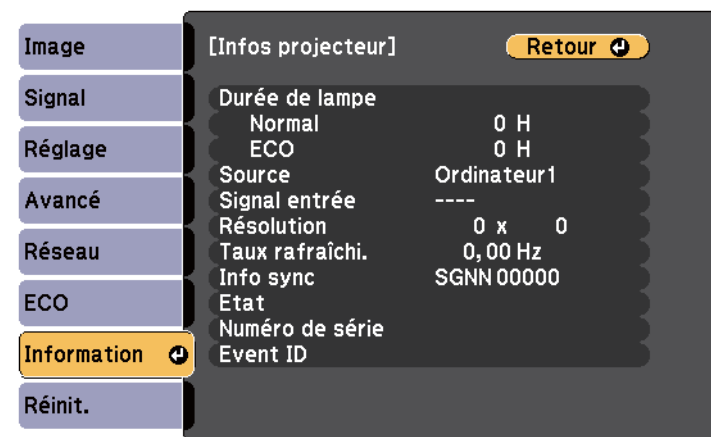 Image
Signal
Réglage
Avancé
Réseau
ECO
Information
Réinit.
[Infos projecteur] Retour
Durée de lampe
Normal 0 H
ECO 0 H
Source Ordinateur1
Signal entrée ----
Résolution 0 x 0
Taux rafraîchi. 0,00 Hz
Info sync SGNN 00000
Etat
Numéro de série
Event ID